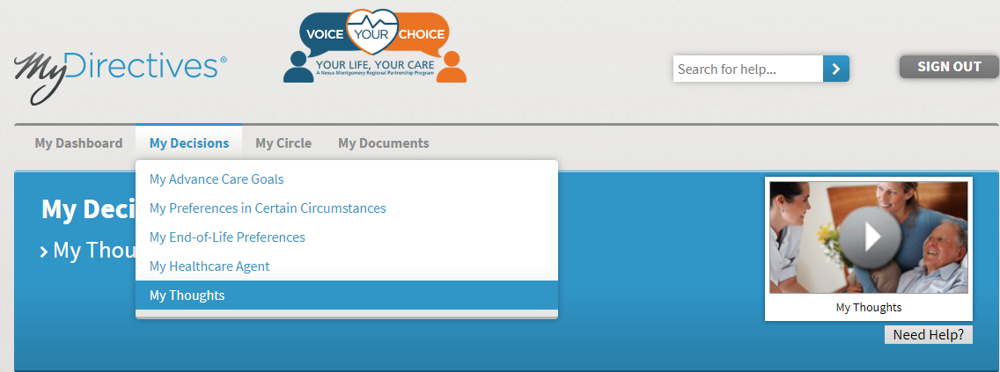 MyDirectives®
VOICE YOUR CHOICE
YOUR LIFE, YOUR CARE
A Nexus Montgomery Regional Partnership Program
Search for help...
SIGN OUT
My Dashboard
My Decisions
My Circle
My Documents
My Advance Care Goals
My Preferences in Certain Circumstances
My End-of-Life Preferences
My Healthcare Agent
My Thoughts
My Deci
My Thou
My Thoughts
Need Help?